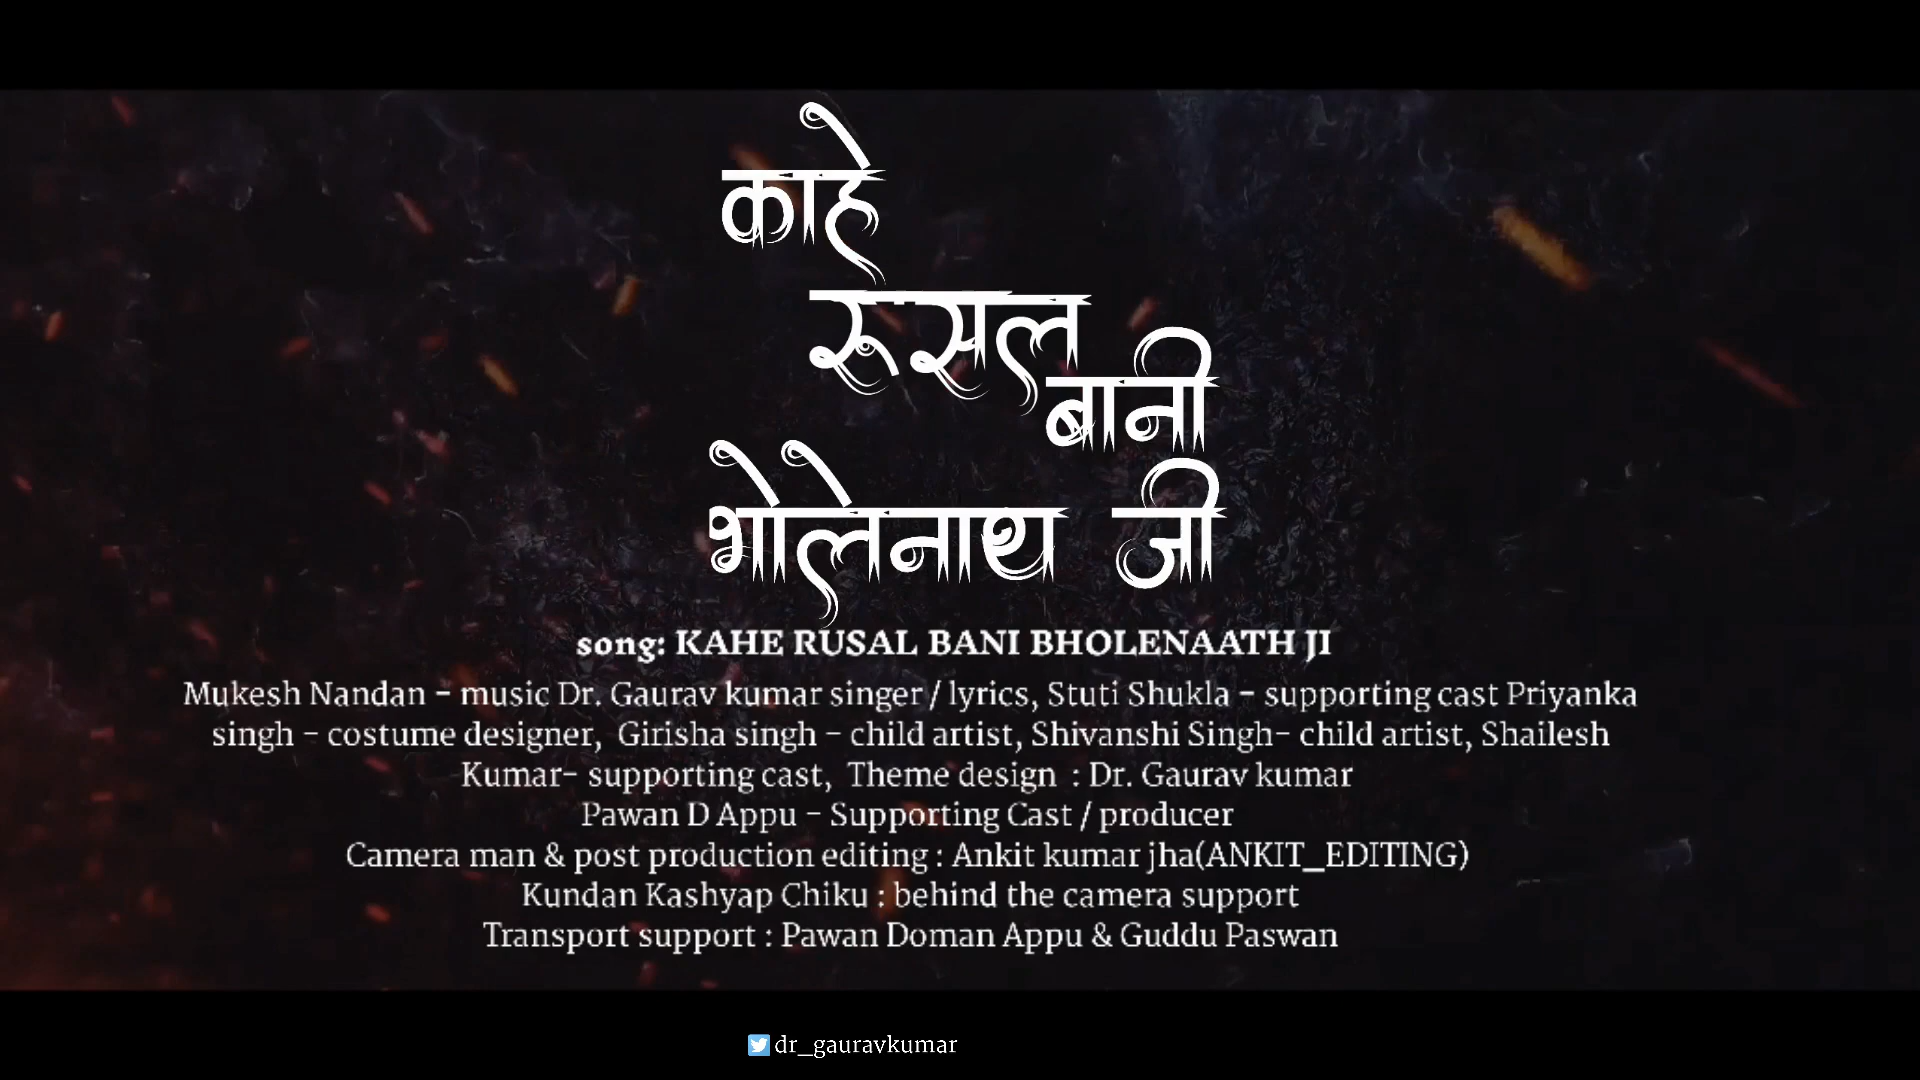 काहे
रूसल
बानी
भोलेनाथ जी
song: KAHE RUSAL BANI BHOLENAATH JI
Mukesh Nandan - music Dr. Gaurav kumar singer / lyrics, Stuti Shukla - supporting cast Priyanka
singh - costume designer, Girisha singh - child artist, Shivanshi Singh- child artist, Shailesh
Kumar- supporting cast, Theme design : Dr. Gaurav kumar
Pawan D Appu - Supporting Cast / producer
Camera man & post production editing : Ankit kumar jha(ANKIT_EDITING)
Kundan Kashyap Chiku : behind the camera support
Transport support : Pawan Doman Appu & Guddu Paswan
dr_gauravkumar